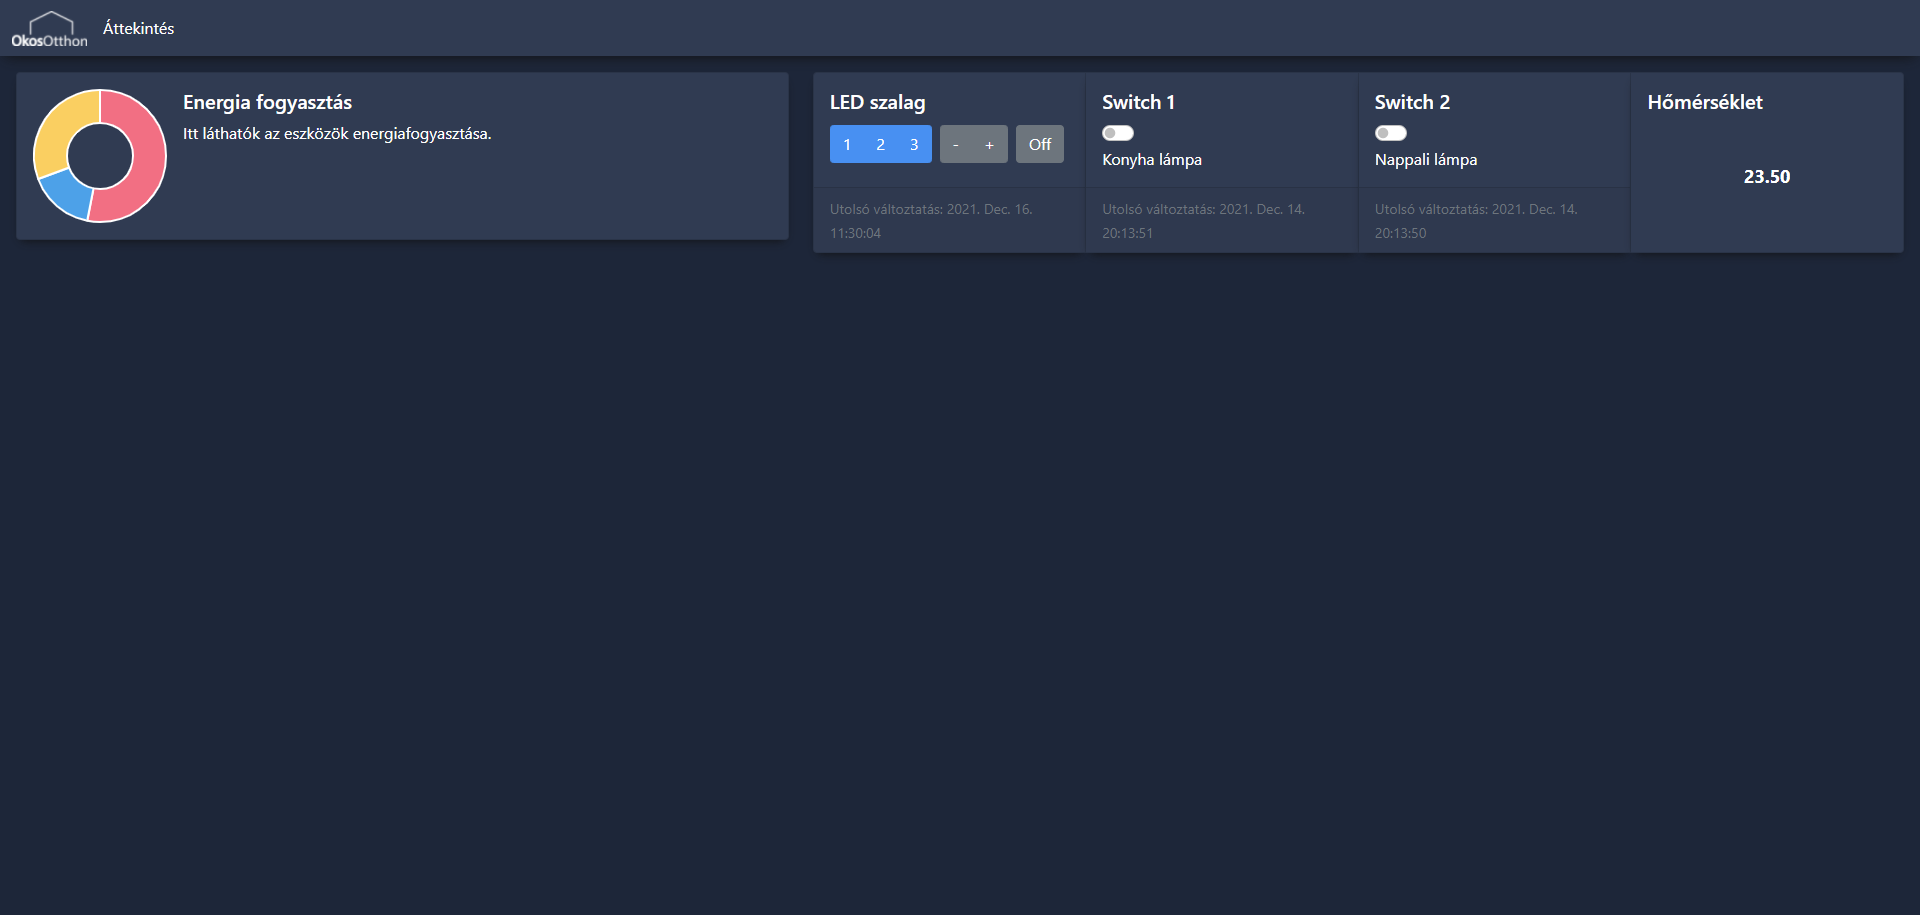 OkosOtthon
Áttekintés
Energia fogyasztás
Itt láthatók az eszközök energiafogyasztása.
LED szalag
1 2 3 - + Off
Utolsó változtatás: 2021. Dec. 16.
11:30:04
Switch 1
Konyha lámpa
Utolsó változtatás: 2021. Dec. 14.
20:13:51
Switch 2
Nappali lámpa
Utolsó változtatás: 2021. Dec. 14.
20:13:50
Hőmérséklet
23.50